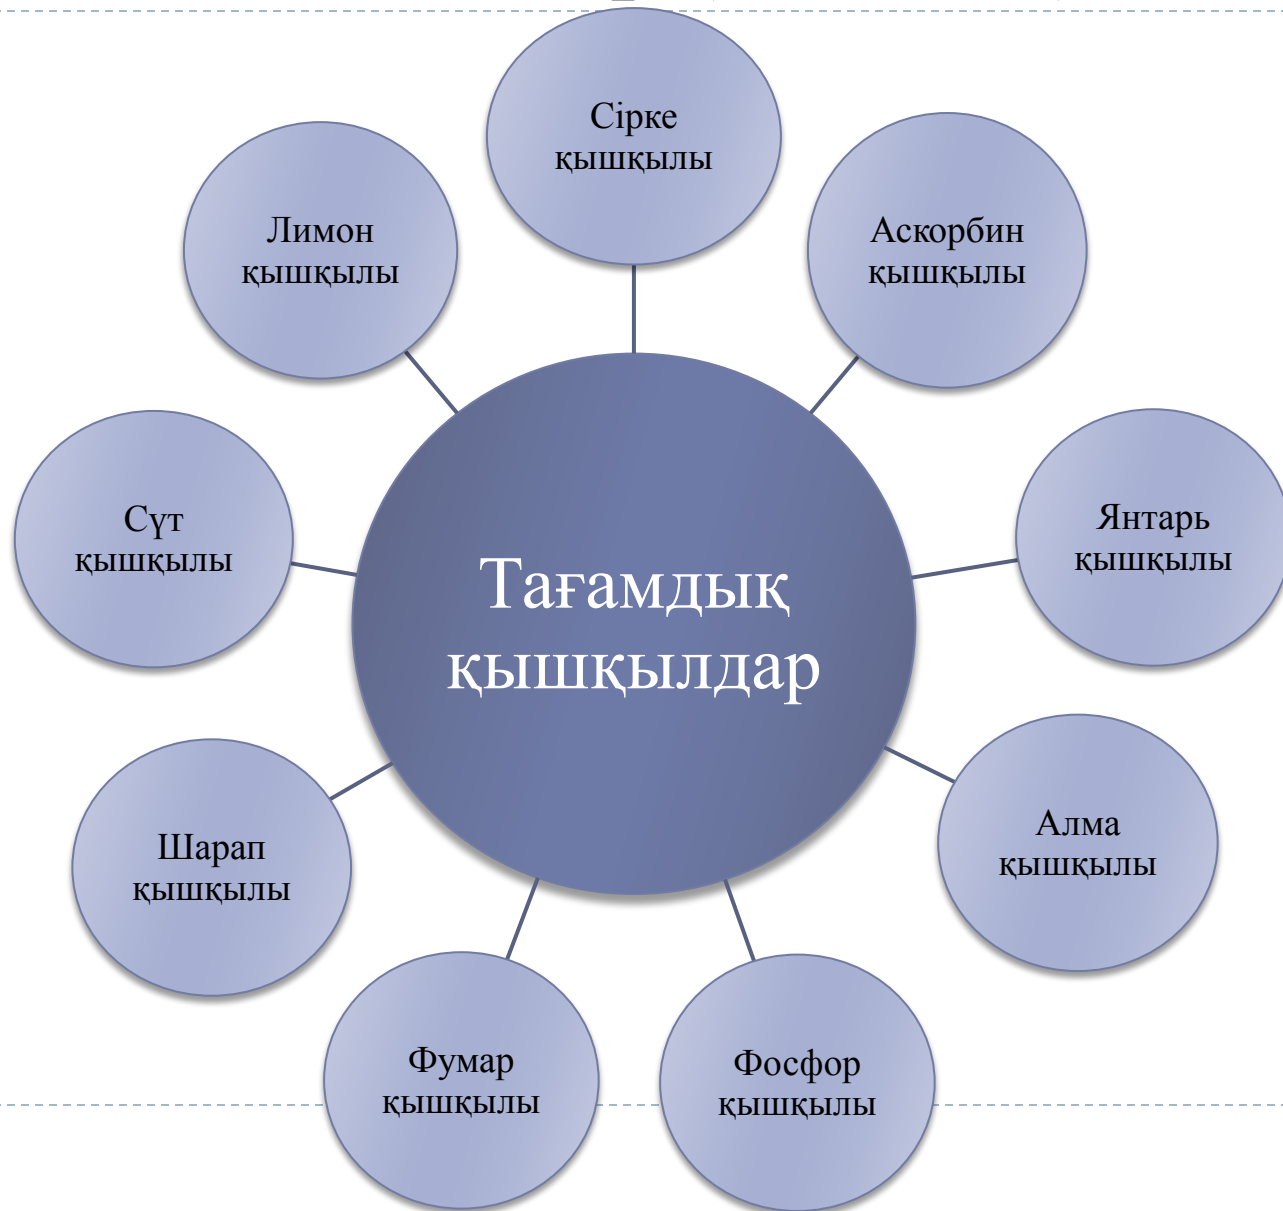 Сірке
қышқылы
Аскорбин
қышқылы
Янтарь
қышқылы
Алма
қышқылы
Фосфор
қышқылы
Фумар
қышқылы
Шарап
қышқылы
Сүт
қышқылы
Лимон
қышқылы
Тағамдық
қышқылдар